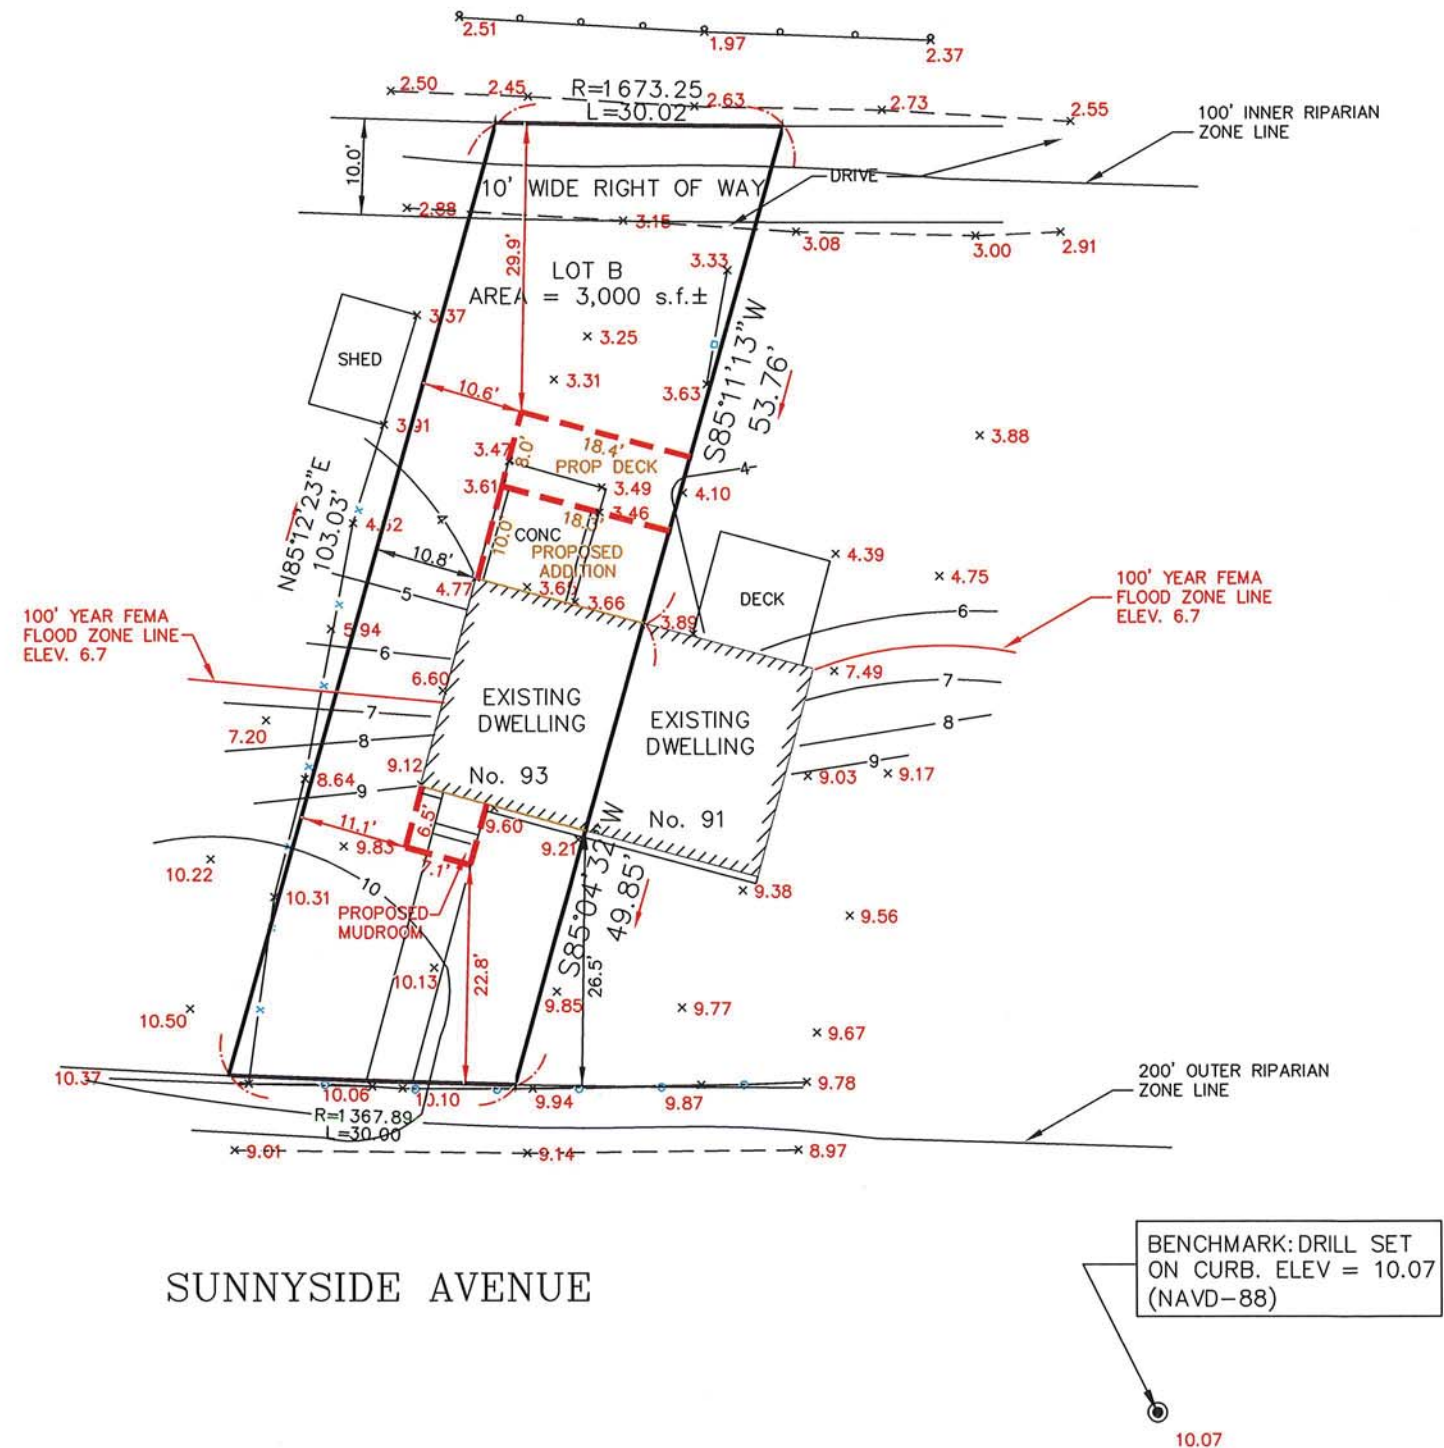 2.51
1.97
2.37
2.50
2.45
R=1673.25
L=30.02
2.63
2.73
2.55
100' INNER RIPARIAN
ZONE LINE
10.0'
10' WIDE RIGHT OF WAY
DRIVE
2.88
3.15
3.08
3.00
2.91
29.9'
LOT B
AREA = 3,000 s.f.±
3.33
3.37
3.25
SHED
3.31
3.63
S85°11'13"W
53.76'
10.6'
3.91
3.88
3.47
8.0'
18.4'
PROP DECK
4
3.61
3.49
4.10
N85°12'23"E
103.03'
4
3.46
10.0'
CONC
PROPOSED
ADDITION
10.8'
4.39
4.75
4.77
3.66
5
DECK
6
100' YEAR FEMA
FLOOD ZONE LINE
ELEV. 6.7
100' YEAR FEMA
FLOOD ZONE LINE
ELEV. 6.7
5.94
3.89
6
6.60
7.49
7
EXISTING
DWELLING
EXISTING
DWELLING
7
7.20
8
8
9.12
No. 93
9
8.64
9.03
9.17
9
No. 91
11.1'
6.5'
9.60
9.83
9.21
7.1'
10.22
10
9.38
10.31
PROPOSED
MUDROOM
S85°04'32"W
49.85'
9.56
22.8'
26.5'
10.13
9.85
9.77
10.50
9.67
10.37
10.06
10.10
9.94
9.87
9.78
200' OUTER RIPARIAN
ZONE LINE
R=1367.89
L=30.00
9.01
9.14
8.97
SUNNYSIDE AVENUE
BENCHMARK: DRILL SET
ON CURB. ELEV = 10.07
(NAVD-88)
10.07